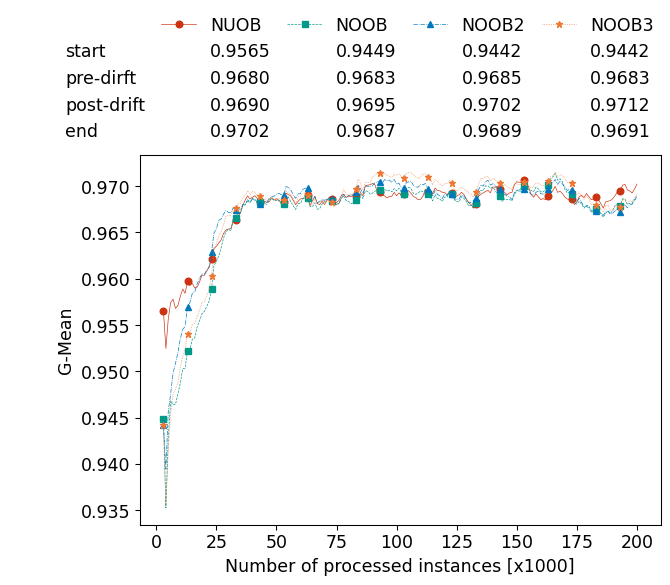 NUOB NOOB NOOB2 NOOB3
start 0.9565 0.9449 0.9442 0.9442
pre-dirft 0.9680 0.9683 0.9685 0.9683
post-drift 0.9690 0.9695 0.9702 0.9712
end 0.9702 0.9687 0.9689 0.9691
0.970
0.965
0.960
0.955
0.950
0.945
0.940
0.935
G-Mean
0 25 50 75 100 125 150 175 200
Number of processed instances [x1000]